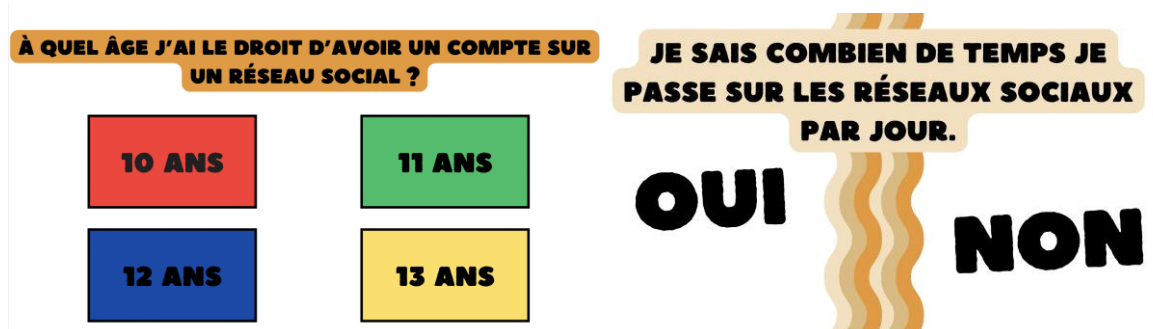 À QUEL ÂGE J'AI LE DROIT D'AVOIR UN COMPTE SUR
UN RÉSEAU SOCIAL ?
10 ANS
11 ANS
12 ANS
13 ANS
JE SAIS COMBIEN DE TEMPS JE
PASSE SUR LES RÉSEAUX SOCIAUX
PAR JOUR.
OUI
NON